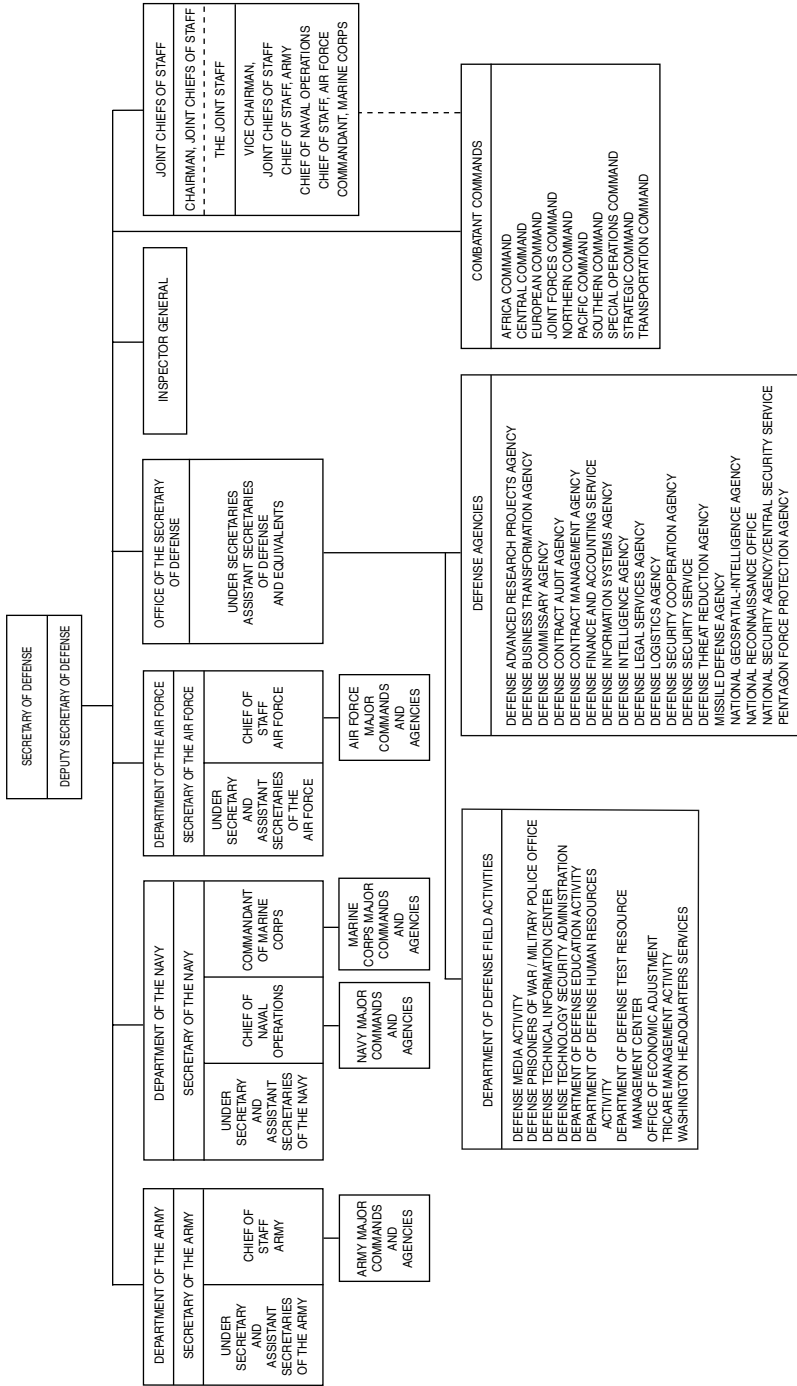 SECRETARY OF DEFENSE
DEPUTY SECRETARY OF DEFENSE
DEPARTMENT OF THE ARMY
SECRETARY OF THE ARMY
UNDER
SECRETARY
AND
ASSISTANT
SECRETARIES
OF THE ARMY
CHIEF OF
STAFF
ARMY
ARMY MAJOR
COMMANDS
AND
AGENCIES
DEPARTMENT OF THE NAVY
SECRETARY OF THE NAVY
UNDER
SECRETARY
AND
ASSISTANT
SECRETARIES
OF THE NAVY
CHIEF OF
NAVAL
OPERATIONS
COMMANDANT
OF MARINE
CORPS
NAVY MAJOR
COMMANDS
AND
AGENCIES
MARINE
CORPS MAJOR
COMMANDS
AND
AGENCIES
DEPARTMENT OF THE AIR FORCE
SECRETARY OF THE AIR FORCE
UNDER
SECRETARY
AND
ASSISTANT
SECRETARIES
OF THE
AIR FORCE
CHIEF OF
STAFF
AIR FORCE
AIR FORCE
MAJOR
COMMANDS
AND
AGENCIES
OFFICE OF THE SECRETARY
OF DEFENSE
UNDER SECRETARIES
ASSISTANT SECRETARIES
OF DEFENSE
AND EQUIVALENTS
INSPECTOR GENERAL
JOINT CHIEFS OF STAFF
CHAIRMAN, JOINT CHIEFS OF STAFF
THE JOINT STAFF
VICE CHAIRMAN,
JOINT CHIEFS OF STAFF
CHIEF OF STAFF, ARMY
CHIEF OF NAVAL OPERATIONS
CHIEF OF STAFF, AIR FORCE
COMMANDANT, MARINE CORPS
DEPARTMENT OF DEFENSE FIELD ACTIVITIES
DEFENSE MEDIA ACTIVITY
DEFENSE PRISONERS OF WAR / MILITARY POLICE OFFICE
DEFENSE TECHNICAL INFORMATION CENTER
DEFENSE TECHNOLOGY SECURITY ADMINISTRATION
DEPARTMENT OF DEFENSE EDUCATION ACTIVITY
DEPARTMENT OF DEFENSE HUMAN RESOURCES
ACTIVITY
DEPARTMENT OF DEFENSE TEST RESOURCE
MANAGEMENT CENTER
OFFICE OF ECONOMIC ADJUSTMENT
TRICARE MANAGEMENT ACTIVITY
WASHINGTON HEADQUARTERS SERVICES
DEFENSE AGENCIES
DEFENSE ADVANCED RESEARCH PROJECTS AGENCY
DEFENSE BUSINESS TRANSFORMATION AGENCY
DEFENSE COMMISSARY AGENCY
DEFENSE CONTRACT AUDIT AGENCY
DEFENSE CONTRACT MANAGEMENT AGENCY
DEFENSE FINANCE AND ACCOUNTING SERVICE
DEFENSE INFORMATION SYSTEMS AGENCY
DEFENSE INTELLIGENCE AGENCY
DEFENSE LEGAL SERVICES AGENCY
DEFENSE LOGISTICS AGENCY
DEFENSE SECURITY COOPERATION AGENCY
DEFENSE SECURITY SERVICE
DEFENSE THREAT REDUCTION AGENCY
MISSILE DEFENSE AGENCY
NATIONAL GEOSPATIAL-INTELLIGENCE AGENCY
NATIONAL RECONNAISSANCE OFFICE
NATIONAL SECURITY AGENCY/CENTRAL SECURITY SERVICE
PENTAGON FORCE PROTECTION AGENCY
COMBATANT COMMANDS
AFRICA COMMAND
CENTRAL COMMAND
EUROPEAN COMMAND
JOINT FORCES COMMAND
NORTHERN COMMAND
PACIFIC COMMAND
SOUTHERN COMMAND
SPECIAL OPERATIONS COMMAND
STRATEGIC COMMAND
TRANSPORTATION COMMAND